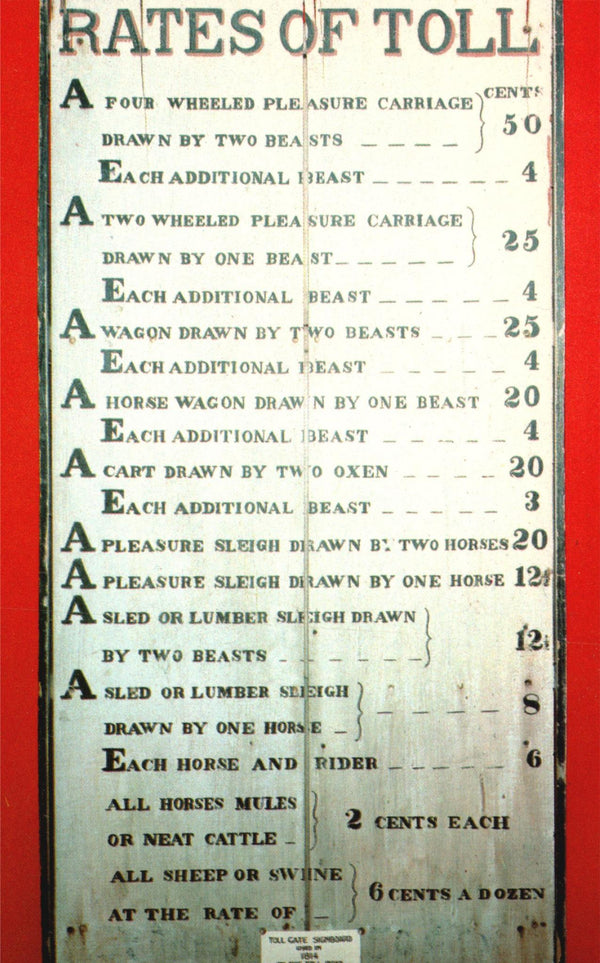 RATES OF TOLL.
CENTS
A FOUR WHEELED PLEASURE CARRIAGE
DRAWN BY TWO BEASTS _ _ _ _ 50
EACH ADDITIONAL BEAST _ _ _ _ _ 4
A TWO WHEELED PLEASURE CARRIAGE
DRAWN BY ONE BEAST _ _ _ _ _ 25
EACH ADDITIONAL BEAST _ _ _ _ _ 4
A WAGON DRAWN BY TWO BEASTS _ _ _ 25
EACH ADDITIONAL BEAST _ _ _ _ _ 4
A HORSE WAGON DRAWN BY ONE BEAST 20
EACH ADDITIONAL BEAST _ _ _ _ _ 4
A CART DRAWN BY TWO OXEN _ _ _ _ 20
EACH ADDITIONAL BEAST _ _ _ _ _ 3
A PLEASURE SLEIGH DRAWN BY TWO HORSES 20
A PLEASURE SLEIGH DRAWN BY ONE HORSE 12
A SLED OR LUMBER SLEIGH DRAWN
BY TWO BEASTS _ _ _ _ _ _ 12
A SLED OR LUMBER SLEIGH
DRAWN BY ONE HORSE _ _ _ _ _ 8
EACH HORSE AND RIDER _ _ _ _ _ 6
ALL HORSES MULES
OR NEAT CATTLE _ 2 CENTS EACH
ALL SHEEP OR SWINE
AT THE RATE OF _ 6 CENTS A DOZEN
TOLL GATE SIGNBOARD
USED IN
1814